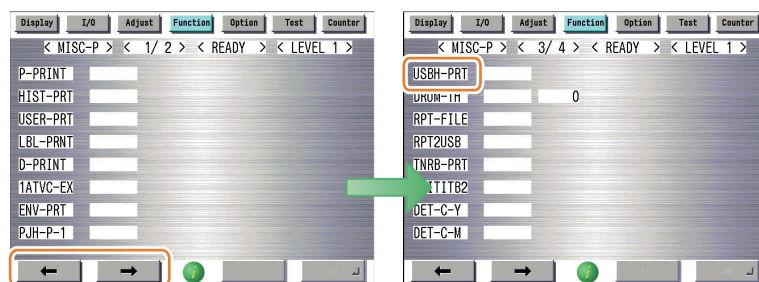 Display I/O Adjust Function Option Test Counter
< MISC-P > < 1/ 2 > < READY > < LEVEL 1 >
P-PRINT
HIST-PRT
USER-PRT
LBL-PRNT
D-PRINT
1ATVC-EX
ENV-PRT
PJH-P-1
Display I/O Adjust Function Option Test Counter
< MISC-P > < 3/ 4 > < READY > < LEVEL 1 >
USBH-PRT
DRUM-TH 0
RPT-FILE
RPT2USB
TNRB-PRT
DET-C-Y
DET-C-M